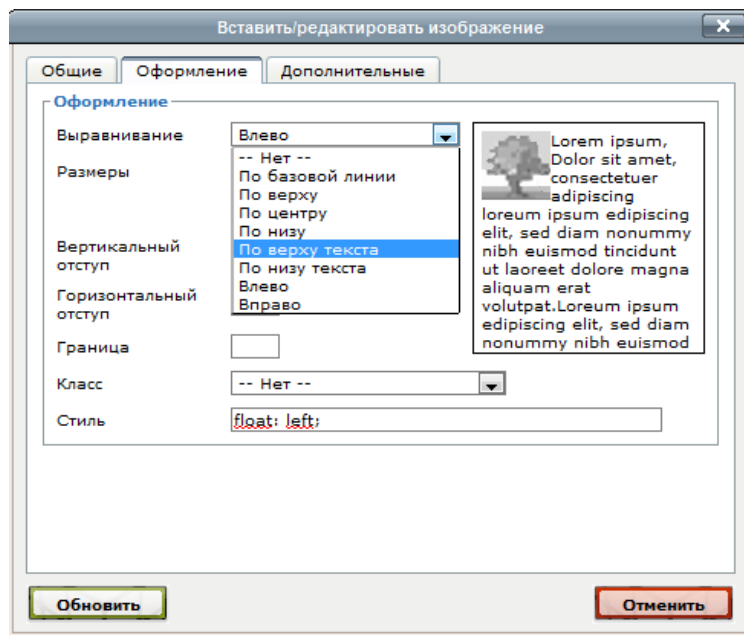 Вставить/редактировать изображение
Общие Оформление Дополнительные
Оформление
Выравнивание Влево
-- Нет --
По базовой линии
По верху
По центру
По низу
По верху текста
По низу текста
Влево
Вправо
Размеры
Вертикальный
отступ
Горизонтальный
отступ
Граница
Класс -- Нет --
Стиль float: left;
Lorem ipsum,
Dolor sit amet,
consectetuer
adipiscing
loreum ipsum edipiscing
elit, sed diam nonummy
nibh euismod tincidunt
ut laoreet dolore magna
aliquam erat
volutpat.Loreum ipsum
edipiscing elit, sed diam
nonummy nibh euismod
Обновить Отменить